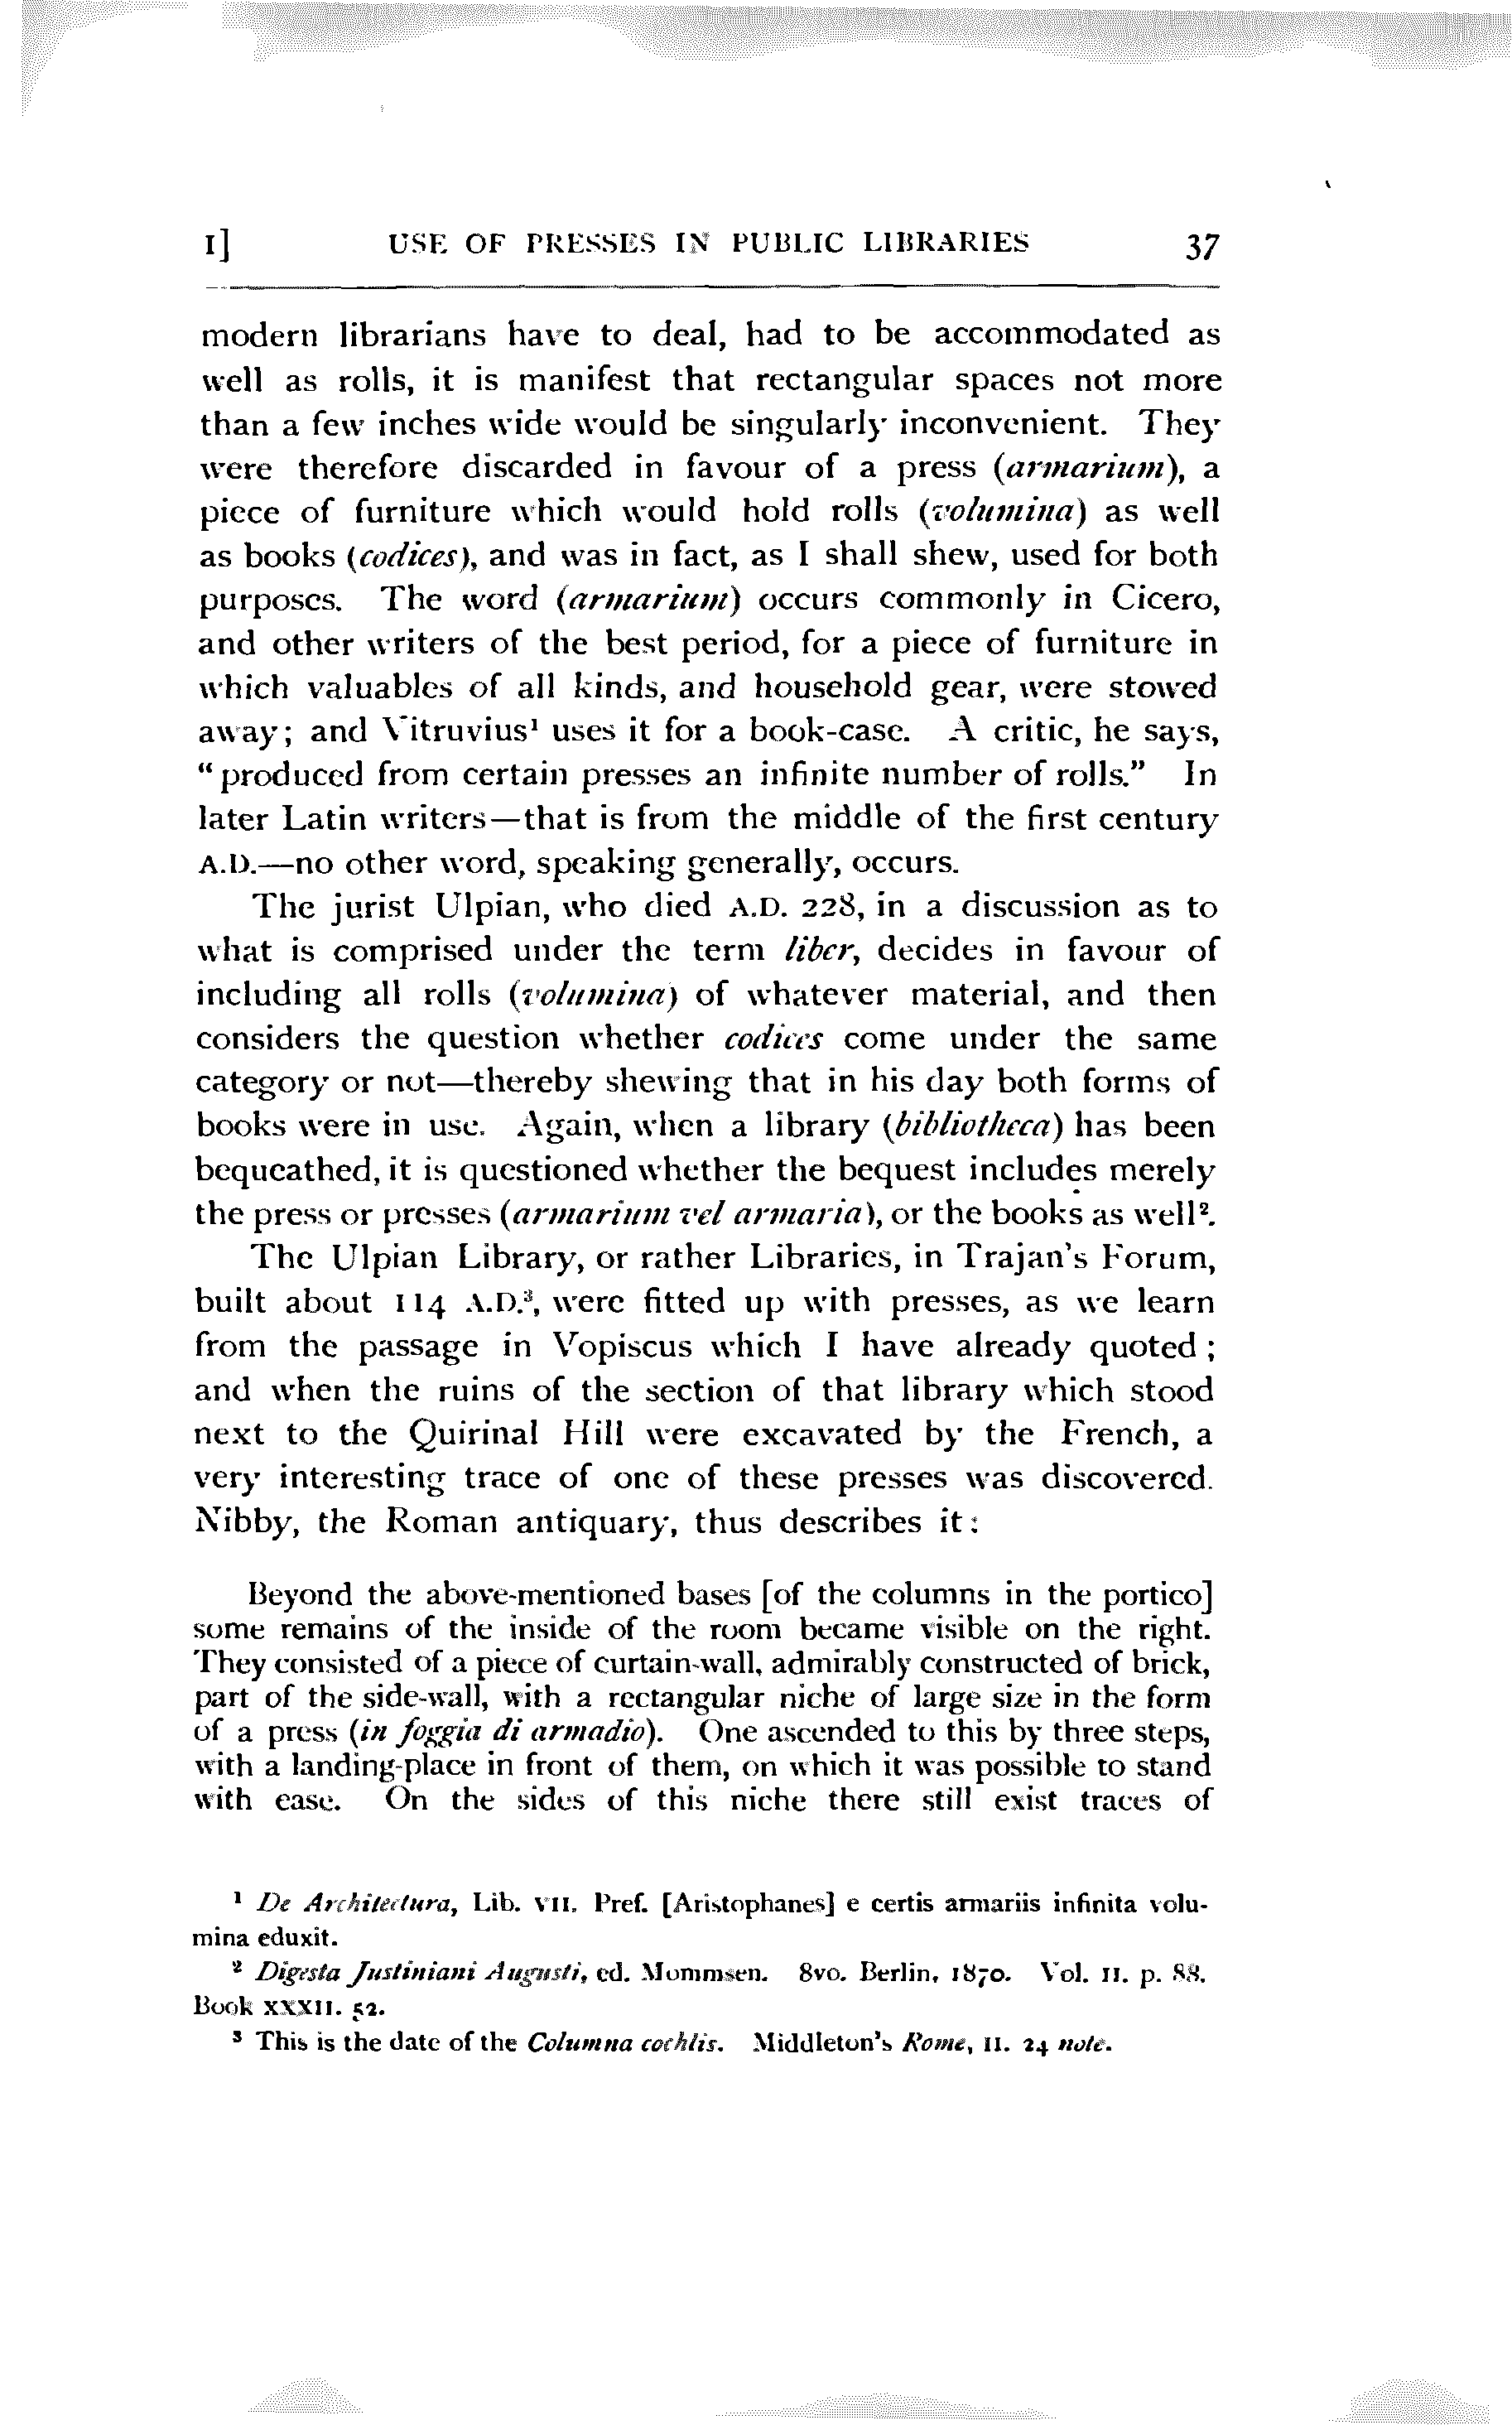 I] USE OF PRESSES IN PUBLIC LIBRARIES 37
modern librarians have to deal, had to be accommodated as
well as rolls, it is manifest that rectangular spaces not more
than a few inches wide would be singularly inconvenient. They
were therefore discarded in favour of a press (armarium), a
piece of furniture which would hold rolls (volumina) as well
as books (codices), and was in fact, as I shall shew, used for both
purposes. The word (armarium) occurs commonly in Cicero,
and other writers of the best period, for a piece of furniture in
which valuables of all kinds, and household gear, were stowed
away; and Vitruvius¹ uses it for a book-case. A critic, he says,
“produced from certain presses an infinite number of rolls.” In
later Latin writers—that is from the middle of the first century
A.D.—no other word, speaking generally, occurs.
The jurist Ulpian, who died A.D. 228, in a discussion as to
what is comprised under the term liber, decides in favour of
including all rolls (volumina) of whatever material, and then
considers the question whether codices come under the same
category or not—thereby shewing that in his day both forms of
books were in use. Again, when a library (bibliotheca) has been
bequeathed, it is questioned whether the bequest includes merely
the press or presses (armarium vel armaria), or the books as well².
The Ulpian Library, or rather Libraries, in Trajan's Forum,
built about 114 A.D.³, were fitted up with presses, as we learn
from the passage in Vopiscus which I have already quoted;
and when the ruins of the section of that library which stood
next to the Quirinal Hill were excavated by the French, a
very interesting trace of one of these presses was discovered.
Nibby, the Roman antiquary, thus describes it:
Beyond the above-mentioned bases [of the columns in the portico]
some remains of the inside of the room became visible on the right.
They consisted of a piece of curtain-wall, admirably constructed of brick,
part of the side-wall, with a rectangular niche of large size in the form
of a press (in foggia di armadio). One ascended to this by three steps,
with a landing-place in front of them, on which it was possible to stand
with ease. On the sides of this niche there still exist traces of
¹ De Architectura, Lib. VII. Pref. [Aristophanes] e certis armariis infinita volu-
mina eduxit.
² Digesta Justiniani Augusti, ed. Mommsen. 8vo. Berlin, 1870. Vol. II. p. 88.
Book XXXII. 52.
³ This is the date of the Columna cochlis. Middleton's Rome, II. 24 note.